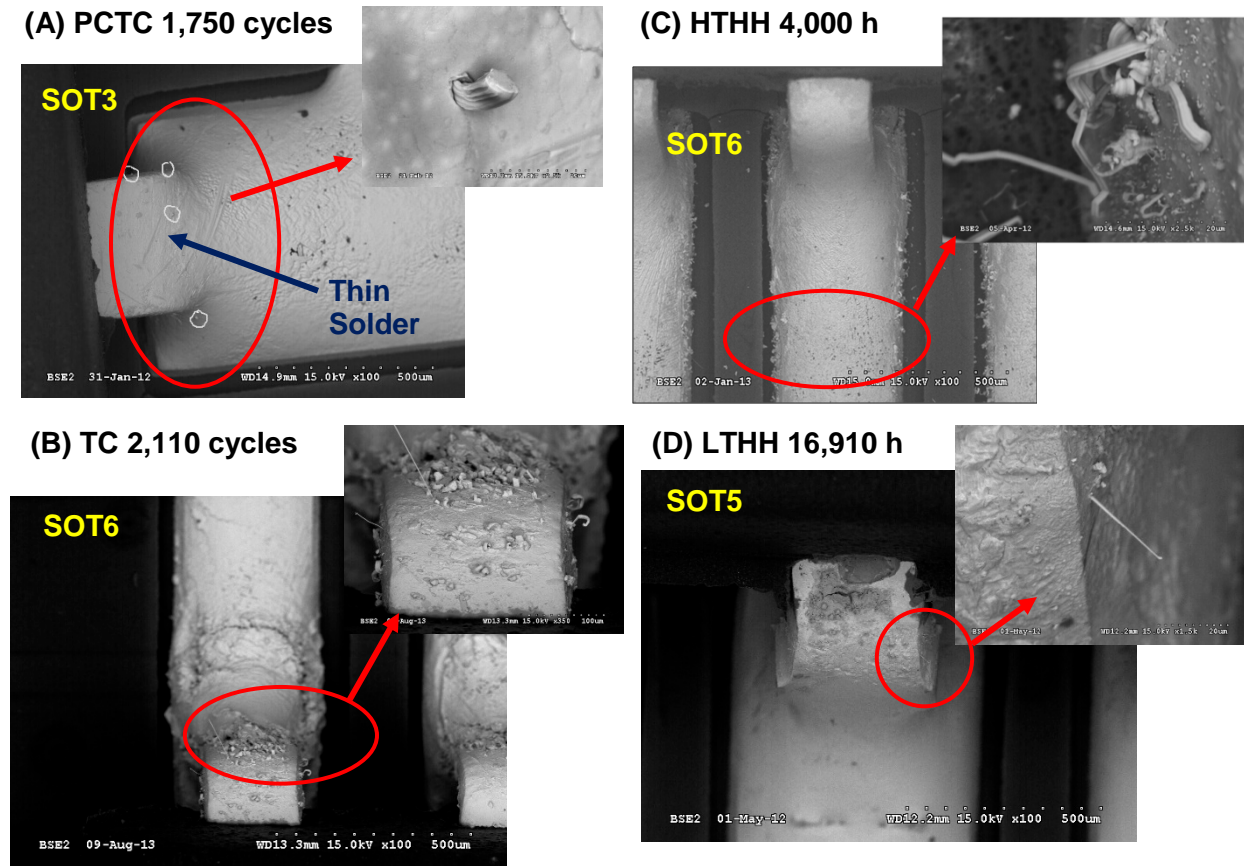 (A) PCTC 1,750 cycles
SOT3
Thin
Solder
BSE2 31-Jan-12 WD14.9mm 15.0kV x100 500um
(C) HTHH 4,000 h
SOT6
BSE2 05-Apr-12 WD14.6mm 15.0kV x2.5k 20um
BSE2 02-Jan-13 15.0kV x100 500um
(B) TC 2,110 cycles
SOT6
BSE2 WD13.3mm 15.0kV x350 100um
BSE2 09-Aug-13 WD13.3mm 15.0kV x100 500um
(D) LTHH 16,910 h
SOT5
01-May-12 WD12.2mm 15.0kV x1.5k 20um
BSE2 01-May-12 WD12.2mm 15.0kV x100 500um